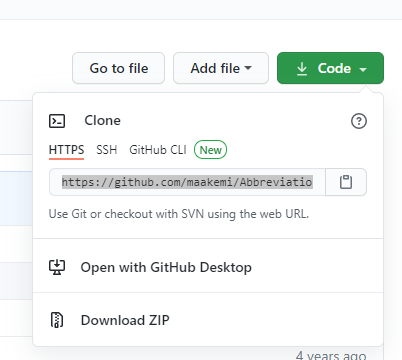 Go to file
Add file
Code
Clone
HTTPS
SSH
GitHub CLI
New
https://github.com/maakemi/Abbreviatio
Use Git or checkout with SVN using the web URL.
Open with GitHub Desktop
Download ZIP
4 years ago